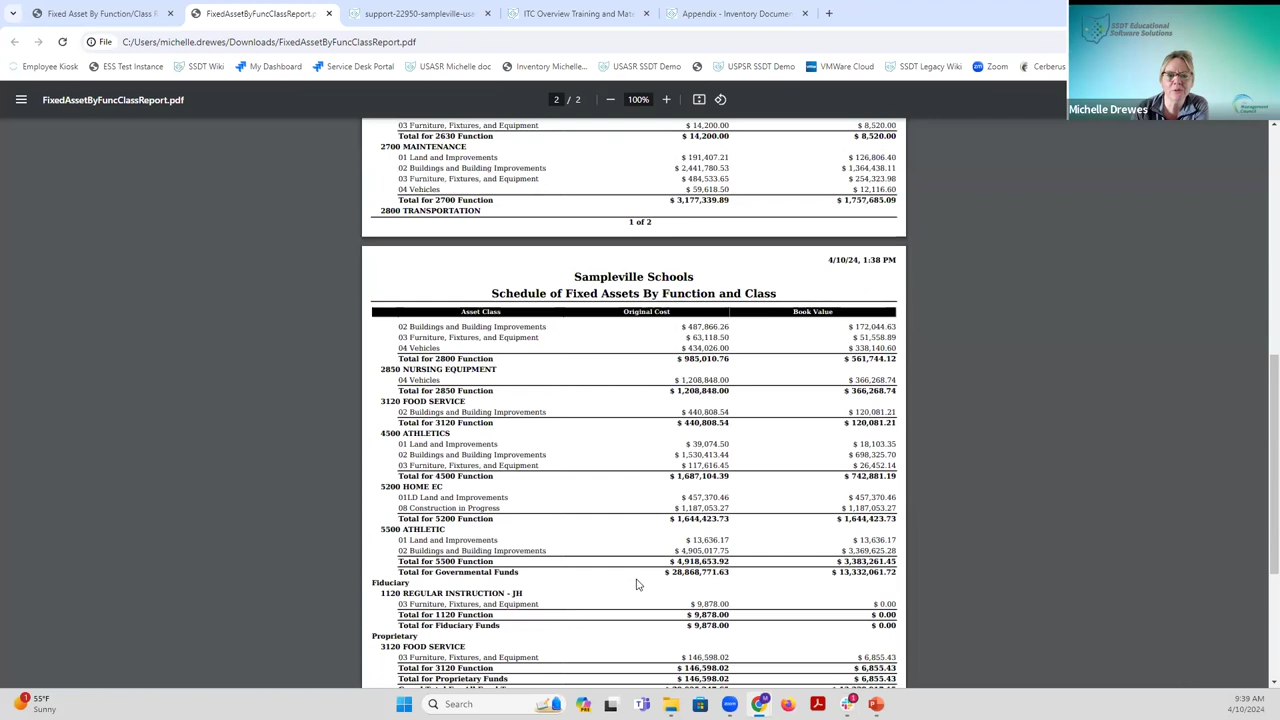 Fixed Asset By Function/Class R
FixedAssetByFuncClassReport.
support-22950-sampleville-use
ITC Overview Training and Mat
Appendix - Inventory Documen
File
C:/Users/michelle.drewes/Downloads/FixedAssetByFuncClassReport.pdf
Employee Kiosk
ESS Test Instance
SSDT Wiki
My Dashboard
Service Desk Portal
USASR Michelle doc
Inventory Michelle...
USASR SSDT Demo
USPSR SSDT Demo
VMWare Cloud
SSDT Legacy Wiki
Zoom
Cerberus
SSDT Educational
Software Solutions
Management
Council
Michelle Drewes
FixedAssetByFuncClassReport.pdf
2 / 2
100%
03 Furniture, Fixtures, and Equipment $ 14,200.00 $ 8,520.00
Total for 2630 Function $ 14,200.00 $ 8,520.00
2700 MAINTENANCE
01 Land and Improvements $ 191,407.21 $ 126,806.40
02 Buildings and Building Improvements $ 2,441,780.53 $ 1,364,438.11
03 Furniture, Fixtures, and Equipment $ 484,533.65 $ 254,323.98
04 Vehicles $ 59,618.50 $ 12,116.60
Total for 2700 Function $ 3,177,339.89 $ 1,757,685.09
2800 TRANSPORTATION
1 of 2
4/10/24, 1:38 PM
Sampleville Schools
Schedule of Fixed Assets By Function and Class
Asset Class Original Cost Book Value
02 Buildings and Building Improvements $ 487,866.26 $ 172,044.63
03 Furniture, Fixtures, and Equipment $ 63,118.50 $ 51,558.89
04 Vehicles $ 434,026.00 $ 338,140.60
Total for 2800 Function $ 985,010.76 $ 561,744.12
2850 NURSING EQUIPMENT
04 Vehicles $ 1,208,848.00 $ 366,268.74
Total for 2850 Function $ 1,208,848.00 $ 366,268.74
3120 FOOD SERVICE
02 Buildings and Building Improvements $ 440,808.54 $ 120,081.21
Total for 3120 Function $ 440,808.54 $ 120,081.21
4500 ATHLETICS
01 Land and Improvements $ 39,074.50 $ 18,103.35
02 Buildings and Building Improvements $ 1,530,413.44 $ 698,325.70
03 Furniture, Fixtures, and Equipment $ 117,616.45 $ 26,452.14
Total for 4500 Function $ 1,687,104.39 $ 742,881.19
5200 HOME EC
01LD Land and Improvements $ 457,370.46 $ 457,370.46
08 Construction in Progress $ 1,187,053.27 $ 1,187,053.27
Total for 5200 Function $ 1,644,423.73 $ 1,644,423.73
5500 ATHLETIC
01 Land and Improvements $ 13,636.17 $ 13,636.17
02 Buildings and Building Improvements $ 4,905,017.75 $ 3,369,625.28
Total for 5500 Function $ 4,918,653.92 $ 3,383,261.45
Total for Governmental Funds $ 28,868,771.63 $ 13,332,061.72
Fiduciary
1120 REGULAR INSTRUCTION - JH
03 Furniture, Fixtures, and Equipment $ 9,878.00 $ 0.00
Total for 1120 Function $ 9,878.00 $ 0.00
Total for Fiduciary Funds $ 9,878.00 $ 0.00
Proprietary
3120 FOOD SERVICE
03 Furniture, Fixtures, and Equipment $ 146,598.02 $ 6,855.43
Total for 3120 Function $ 146,598.02 $ 6,855.43
Total for Proprietary Funds $ 146,598.02 $ 6,855.43
55°F
Sunny
Search
9:39 AM
4/10/2024